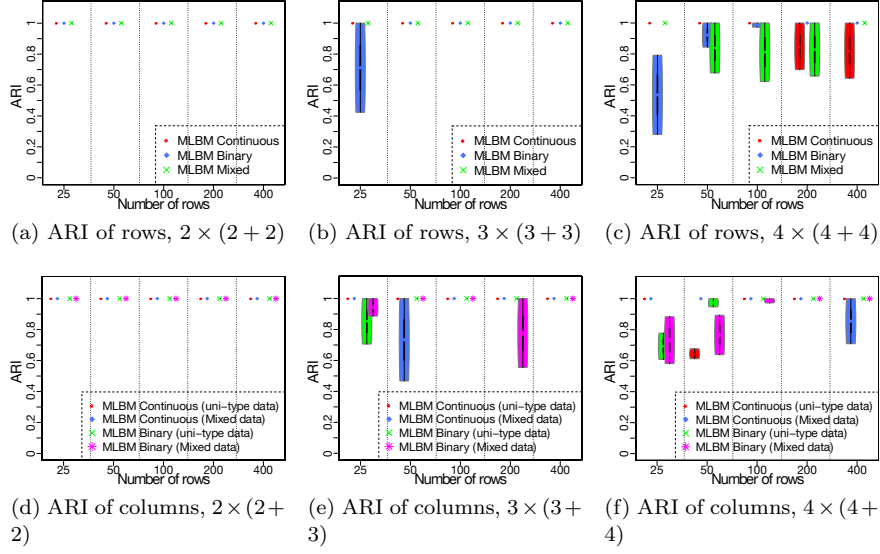 ARI
0 0.2 0.4 0.6 0.8 1
MLBM Continuous
MLBM Binary
MLBM Mixed
25 50 100 200 400
Number of rows
(a) ARI of rows, 2 × (2 + 2)
ARI
0 0.2 0.4 0.6 0.8 1
MLBM Continuous
MLBM Binary
MLBM Mixed
25 50 100 200 400
Number of rows
(b) ARI of rows, 3 × (3 + 3)
ARI
0 0.2 0.4 0.6 0.8 1
MLBM Continuous
MLBM Binary
MLBM Mixed
25 50 100 200 400
Number of rows
(c) ARI of rows, 4 × (4 + 4)
ARI
0 0.2 0.4 0.6 0.8 1
MLBM Continuous (uni−type data)
MLBM Continuous (Mixed data)
MLBM Binary (uni−type data)
MLBM Binary (Mixed data)
25 50 100 200 400
Number of rows
(d) ARI of columns, 2 × (2 +
2)
ARI
0 0.2 0.4 0.6 0.8 1
MLBM Continuous (uni−type data)
MLBM Continuous (Mixed data)
MLBM Binary (uni−type data)
MLBM Binary (Mixed data)
25 50 100 200 400
Number of rows
(e) ARI of columns, 3 × (3 +
3)
ARI
0 0.2 0.4 0.6 0.8 1
MLBM Continuous (uni−type data)
MLBM Continuous (Mixed data)
MLBM Binary (uni−type data)
MLBM Binary (Mixed data)
25 50 100 200 400
Number of rows
(f) ARI of columns, 4 × (4 +
4)